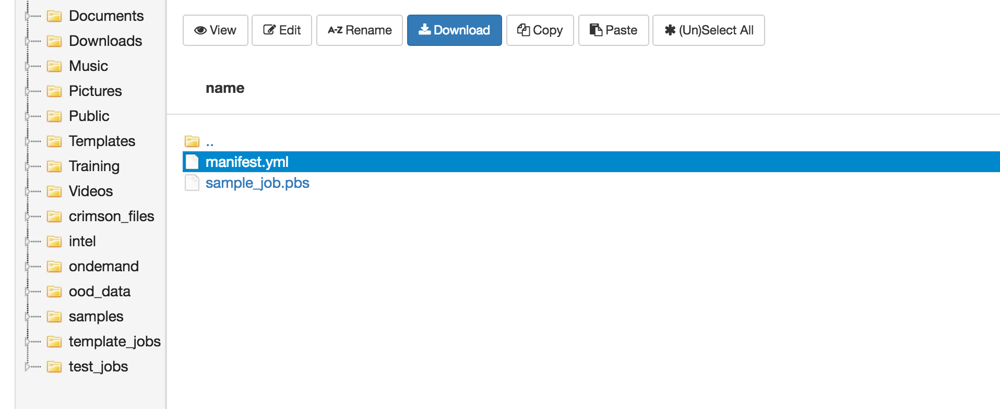 Documents
Downloads
Music
Pictures
Public
Templates
Training
Videos
crimson_files
intel
ondemand
ood_data
samples
template_jobs
test_jobs
View Edit A-Z Rename Download Copy Paste (Un)Select All
name
..
manifest.yml
sample_job.pbs